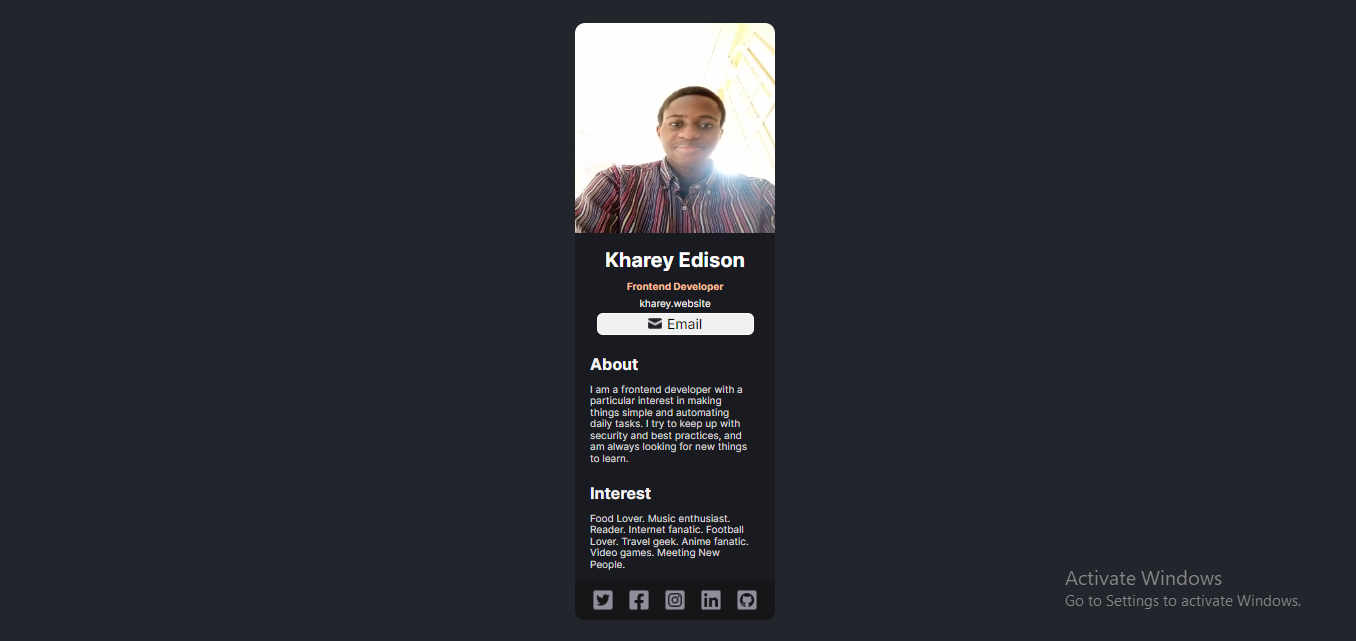 Kharey Edison
Frontend Developer
kharey.website
Email
About
I am a frontend developer with a
particular interest in making
things simple and automating
daily tasks. I try to keep up with
security and best practices, and
am always looking for new things
to learn.
Interest
Food Lover. Music enthusiast.
Reader. Internet fanatic. Football
Lover. Travel geek. Anime fanatic.
Video games. Meeting New
People.
Activate Windows
Go to Settings to activate Windows.